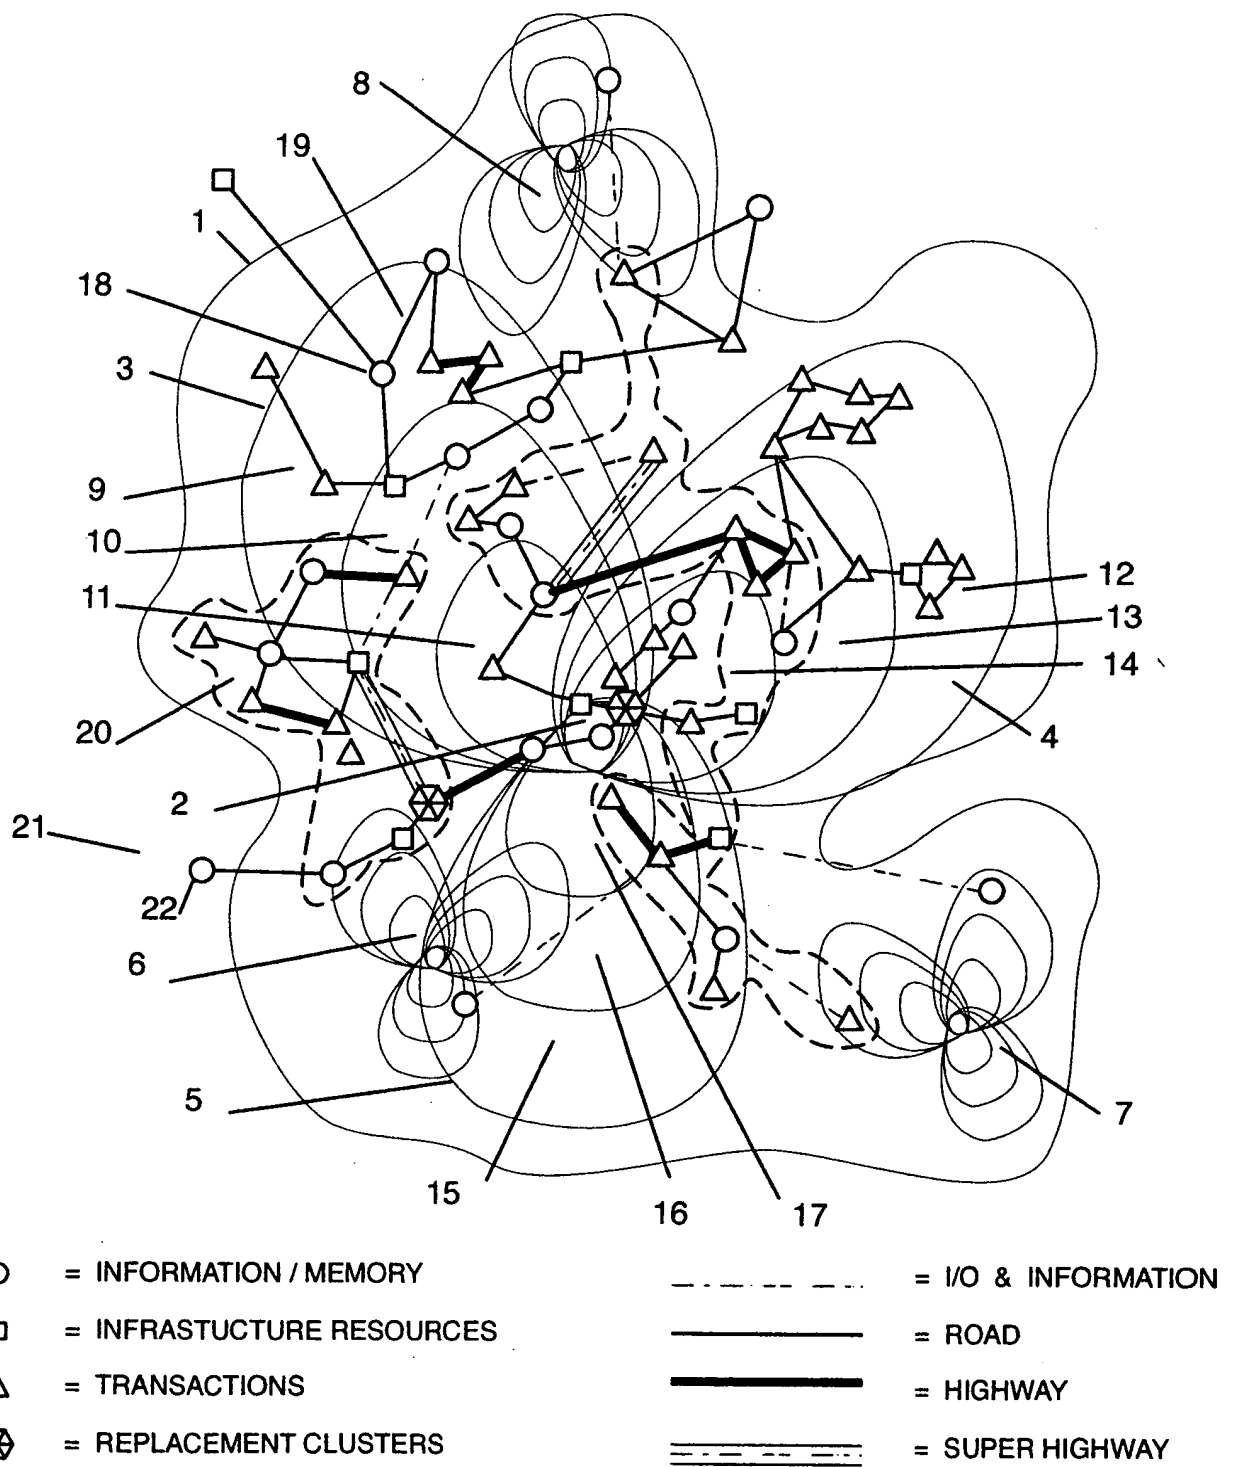 8
19
1
18
3
9
10
11
12
13
14
20
4
2
21
22
6
5
7
15
16
17
= INFORMATION / MEMORY
= I/O & INFORMATION
= INFRASTUCTURE RESOURCES
= ROAD
= TRANSACTIONS
= HIGHWAY
= REPLACEMENT CLUSTERS
= SUPER HIGHWAY